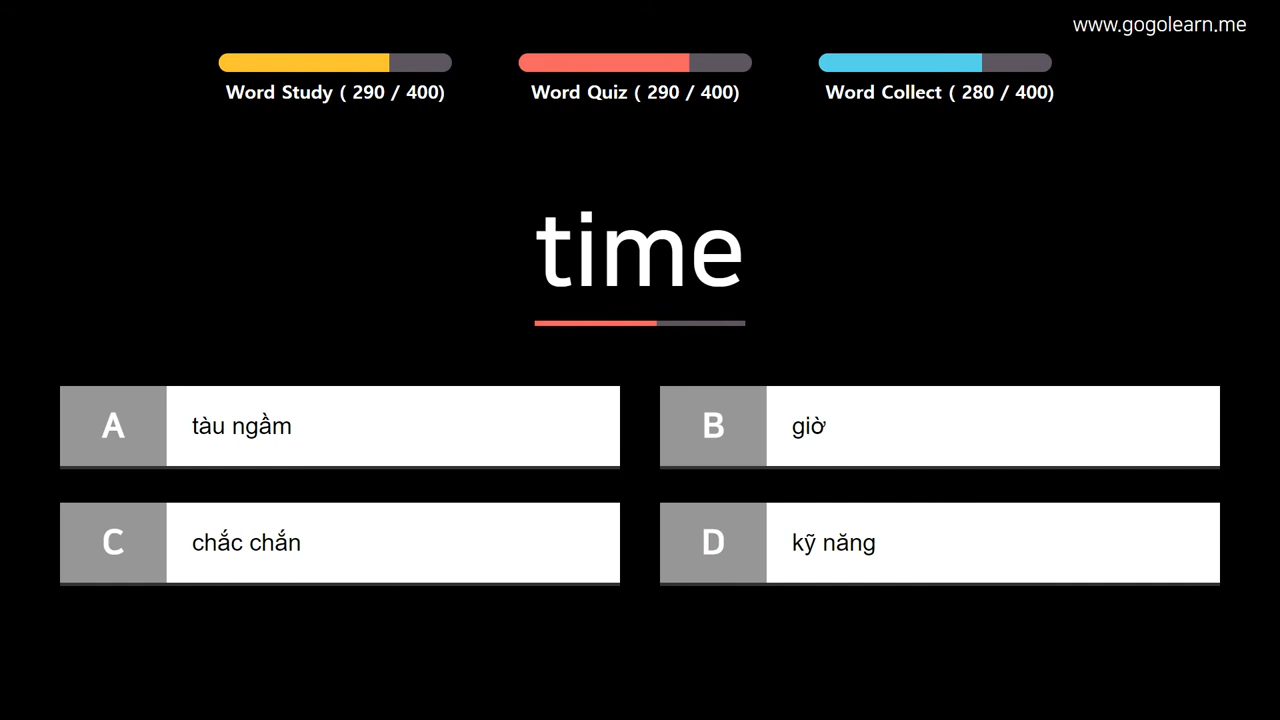 www.gogolearn.me
Word Study ( 290 / 400)
Word Quiz ( 290 / 400)
Word Collect ( 280 / 400)
time
A
tàu ngầm
B
giờ
C
chắc chắn
D
kỹ năng